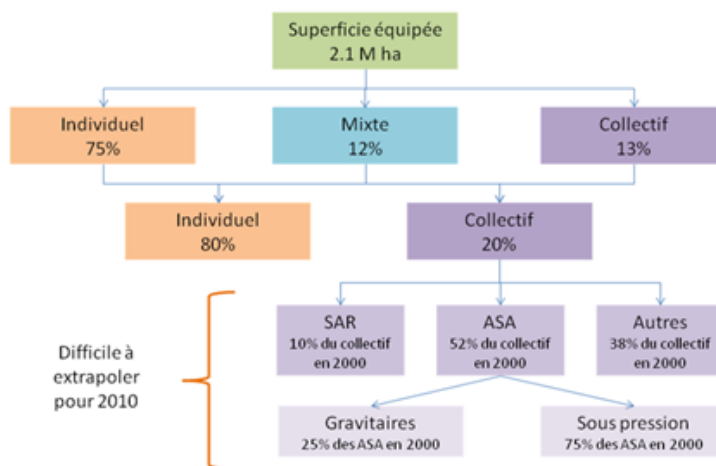 Superficie équipée
2.1 M ha
Individuel
75%
Mixte
12%
Collectif
13%
Individuel
80%
Collectif
20%
Difficile à
extrapoler
pour 2010
SAR
10% du collectif
en 2000
ASA
52% du collectif
en 2000
Autres
38% du collectif
en 2000
Gravitaires
25% des ASA en 2000
Sous pression
75% des ASA en 2000